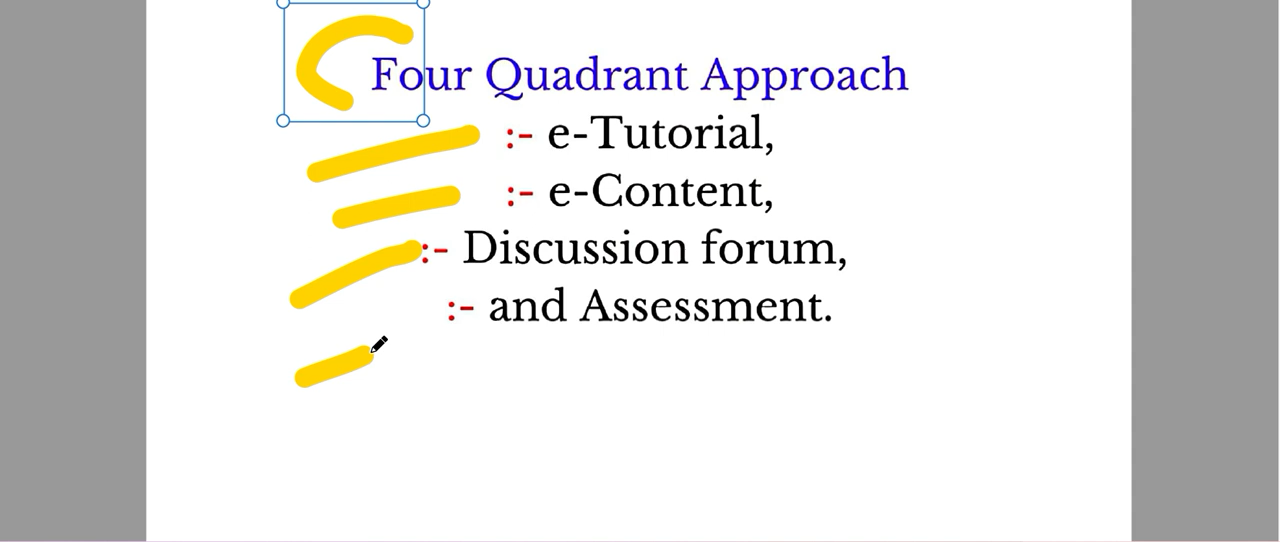 Four Quadrant Approach
:- e-Tutorial,
:- e-Content,
:- Discussion forum,
:- and Assessment.